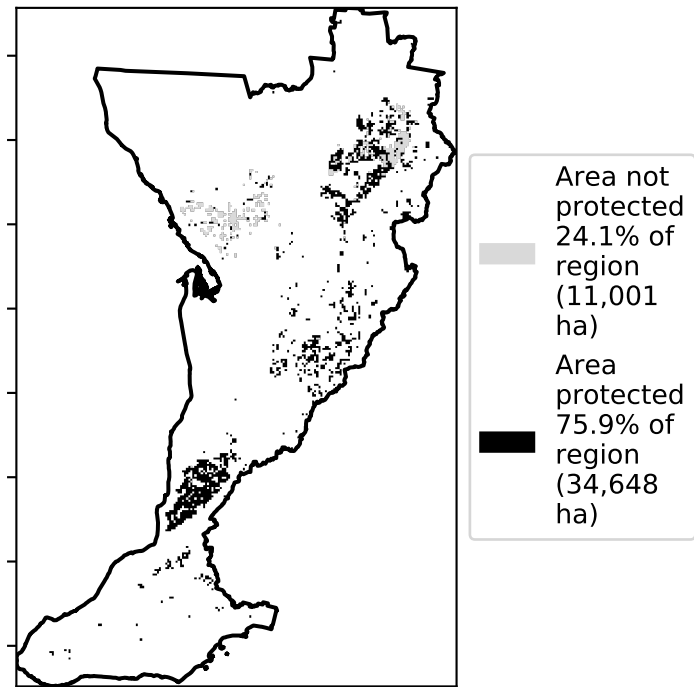 Area not
protected
24.1% of
region
(11,001
ha)
Area
protected
75.9% of
region
(34,648
ha)